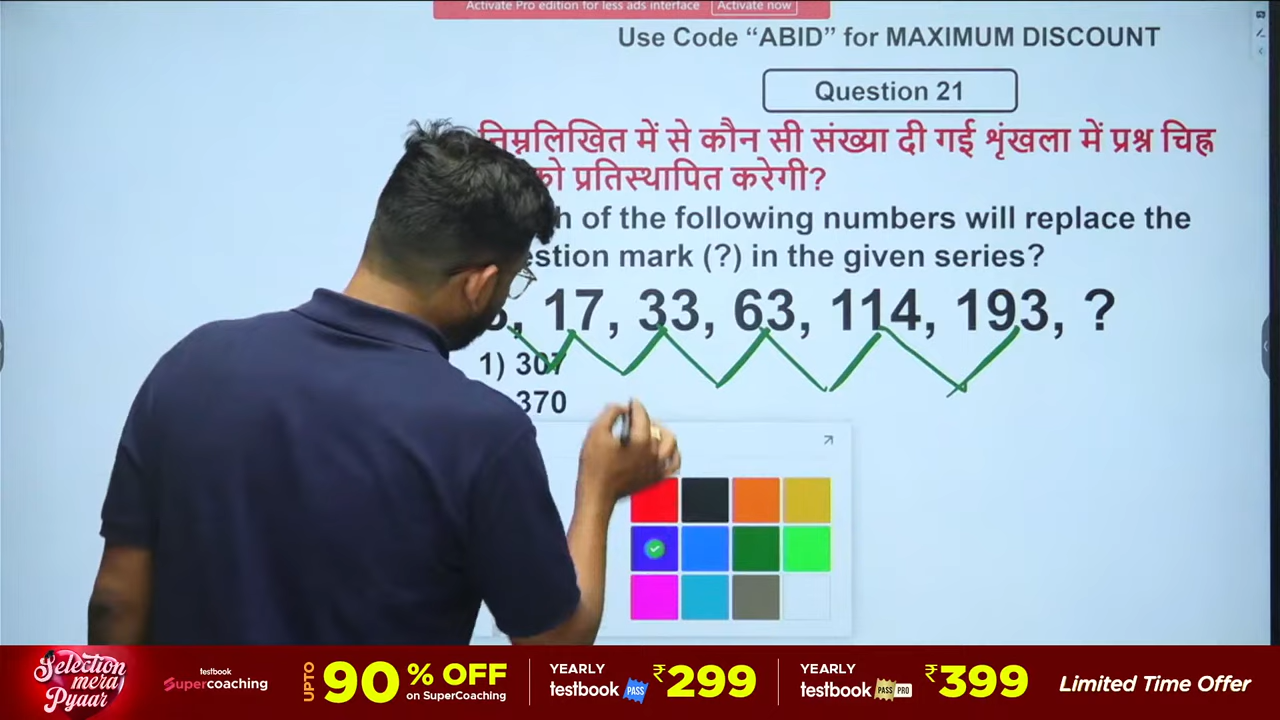 Activate Pro edition for less ads interface Activate now
Use Code “ABID” for MAXIMUM DISCOUNT
Question 21
निम्नलिखित में से कौन सी संख्या दी गई शृंखला में प्रश्न चिह्न
को प्रतिस्थापित करेगी?
of the following numbers will replace the
mark (?) in the given series?
17, 33, 63, 114, 193, ?
1) 307
370
Selection mera Pyaar
testbook
Supercoaching
UPTO 90% OFF on SuperCoaching
YEARLY testbook PASS ₹299
YEARLY testbook PASS PRO ₹399
Limited Time Offer